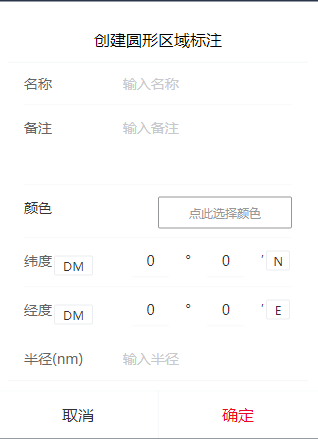 创建圆形区域标注
名称 输入名称
备注 输入备注
颜色 点此选择颜色
纬度 DM 0 ° 0 ′ N
经度 DM 0 ° 0 ′ E
半径(nm) 输入半径
取消 确定